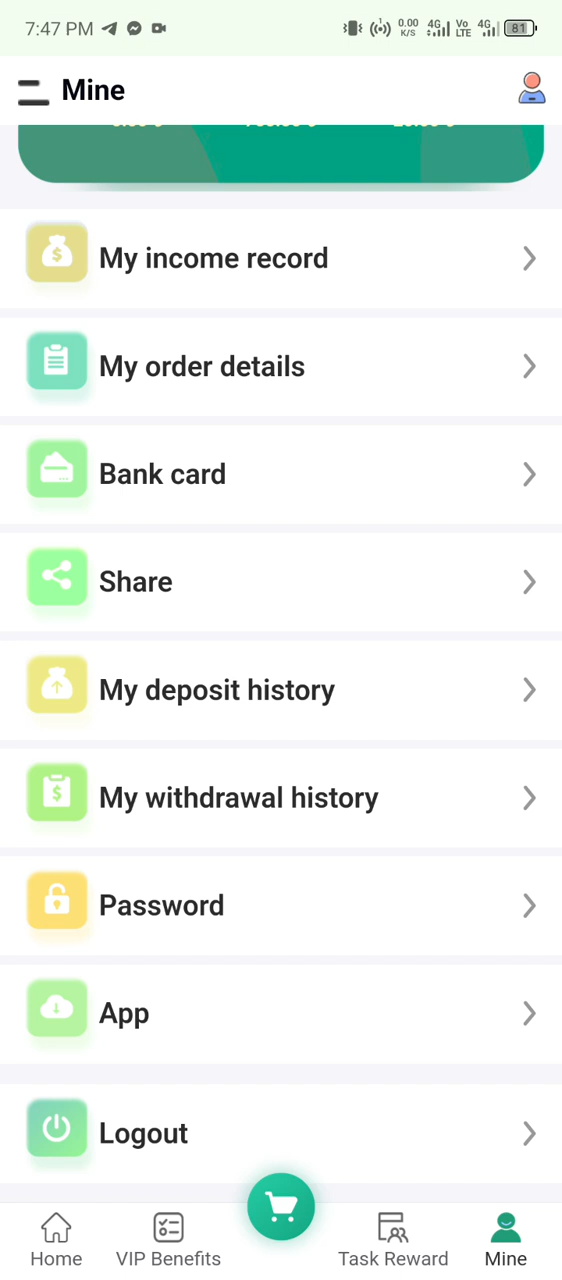 7:47 PM 1 0.00 K/S 4G Vo LTE 4G 81
Mine
My income record
My order details
Bank card
Share
My deposit history
My withdrawal history
Password
App
Logout
Home VIP Benefits Task Reward Mine